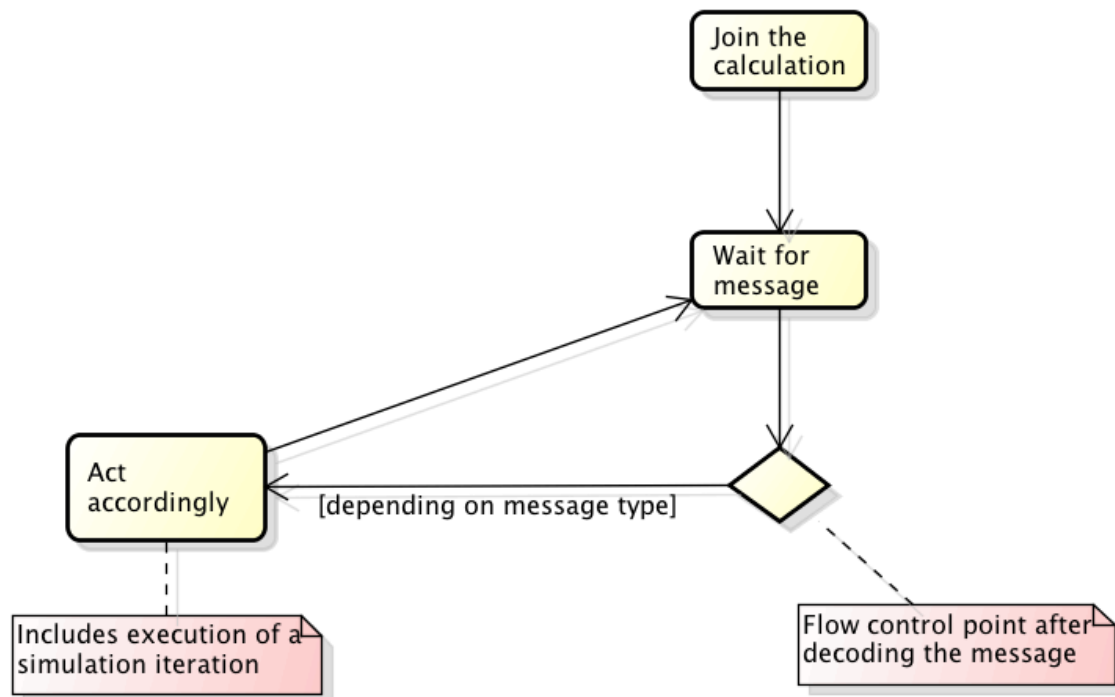 Join the
calculation
Wait for
message
Act
accordingly
[depending on message type]
Includes execution of a
simulation iteration
Flow control point after
decoding the message